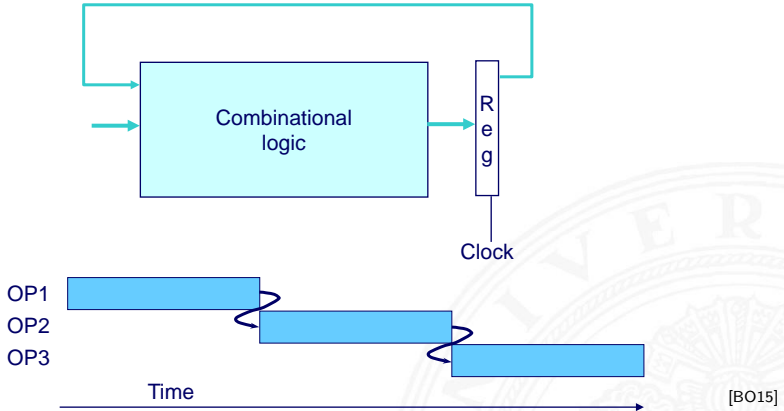 Combinational
logic
R
e
g
Clock
OP1
OP2
OP3
Time
[BO15]
I V E R